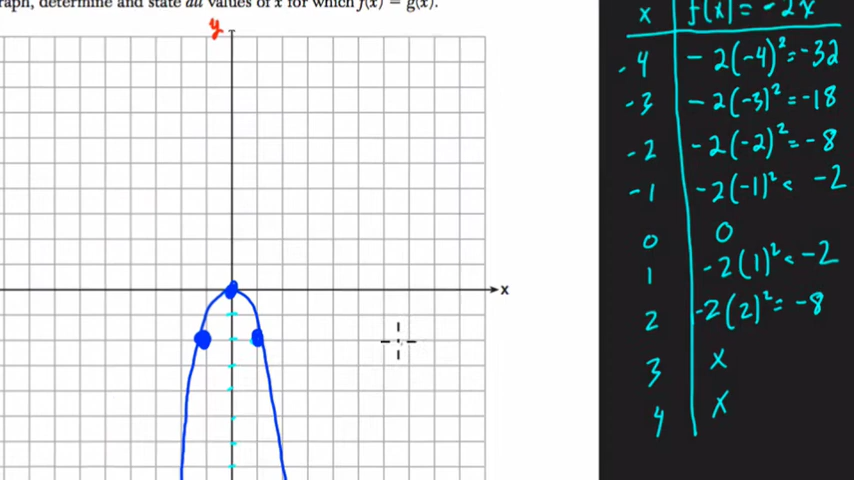 raph, determine and state all values of x for which f(x) = g(x).
y
x
x f(x) = -2x
-4 -2(-4)²=-32
-3 -2(-3)²=-18
-2 -2(-2)²=-8
-1 -2(-1)²= -2
0 0
1 -2(1)²= -2
2 -2(2)²= -8
3 x
4 x